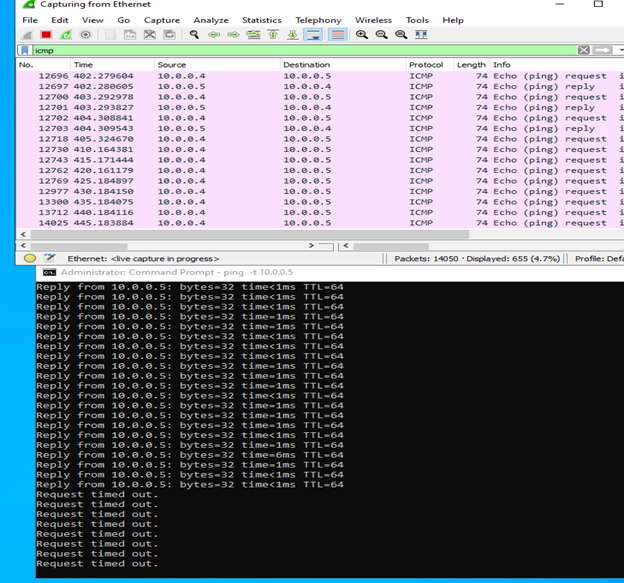 Capturing from Ethernet
File Edit View Go Capture Analyze Statistics Telephony Wireless Tools Help
icmp
No. Time Source Destination Protocol Length Info
12696 402.279604 10.0.0.4 10.0.0.5 ICMP 74 Echo (ping) request i
12697 402.280605 10.0.0.5 10.0.0.4 ICMP 74 Echo (ping) reply i
12700 403.292978 10.0.0.4 10.0.0.5 ICMP 74 Echo (ping) request i
12701 403.293827 10.0.0.5 10.0.0.4 ICMP 74 Echo (ping) reply i
12702 404.308841 10.0.0.4 10.0.0.5 ICMP 74 Echo (ping) request i
12703 404.309543 10.0.0.5 10.0.0.4 ICMP 74 Echo (ping) reply i
12718 405.324670 10.0.0.4 10.0.0.5 ICMP 74 Echo (ping) request i
12730 410.164381 10.0.0.4 10.0.0.5 ICMP 74 Echo (ping) request i
12743 415.171444 10.0.0.4 10.0.0.5 ICMP 74 Echo (ping) request i
12762 420.161179 10.0.0.4 10.0.0.5 ICMP 74 Echo (ping) request i
12769 425.184897 10.0.0.4 10.0.0.5 ICMP 74 Echo (ping) request i
12977 430.184150 10.0.0.4 10.0.0.5 ICMP 74 Echo (ping) request i
13300 435.184075 10.0.0.4 10.0.0.5 ICMP 74 Echo (ping) request i
13712 440.184116 10.0.0.4 10.0.0.5 ICMP 74 Echo (ping) request i
14025 445.183884 10.0.0.4 10.0.0.5 ICMP 74 Echo (ping) request i
Ethernet: <live capture in progress> Packets: 14050 · Displayed: 655 (4.7%) Profile: Defa
Administrator: Command Prompt - ping -t 10.0.0.5
Reply from 10.0.0.5: bytes=32 time<1ms TTL=64
Reply from 10.0.0.5: bytes=32 time<1ms TTL=64
Reply from 10.0.0.5: bytes=32 time<1ms TTL=64
Reply from 10.0.0.5: bytes=32 time=1ms TTL=64
Reply from 10.0.0.5: bytes=32 time<1ms TTL=64
Reply from 10.0.0.5: bytes=32 time=1ms TTL=64
Reply from 10.0.0.5: bytes=32 time<1ms TTL=64
Reply from 10.0.0.5: bytes=32 time<1ms TTL=64
Reply from 10.0.0.5: bytes=32 time=1ms TTL=64
Reply from 10.0.0.5: bytes=32 time=1ms TTL=64
Reply from 10.0.0.5: bytes=32 time=1ms TTL=64
Reply from 10.0.0.5: bytes=32 time<1ms TTL=64
Reply from 10.0.0.5: bytes=32 time<1ms TTL=64
Reply from 10.0.0.5: bytes=32 time=1ms TTL=64
Reply from 10.0.0.5: bytes=32 time=1ms TTL=64
Reply from 10.0.0.5: bytes=32 time<1ms TTL=64
Reply from 10.0.0.5: bytes=32 time=1ms TTL=64
Reply from 10.0.0.5: bytes=32 time=6ms TTL=64
Reply from 10.0.0.5: bytes=32 time=1ms TTL=64
Reply from 10.0.0.5: bytes=32 time<1ms TTL=64
Reply from 10.0.0.5: bytes=32 time<1ms TTL=64
Request timed out.
Request timed out.
Request timed out.
Request timed out.
Request timed out.
Request timed out.
Request timed out.
Request timed out.